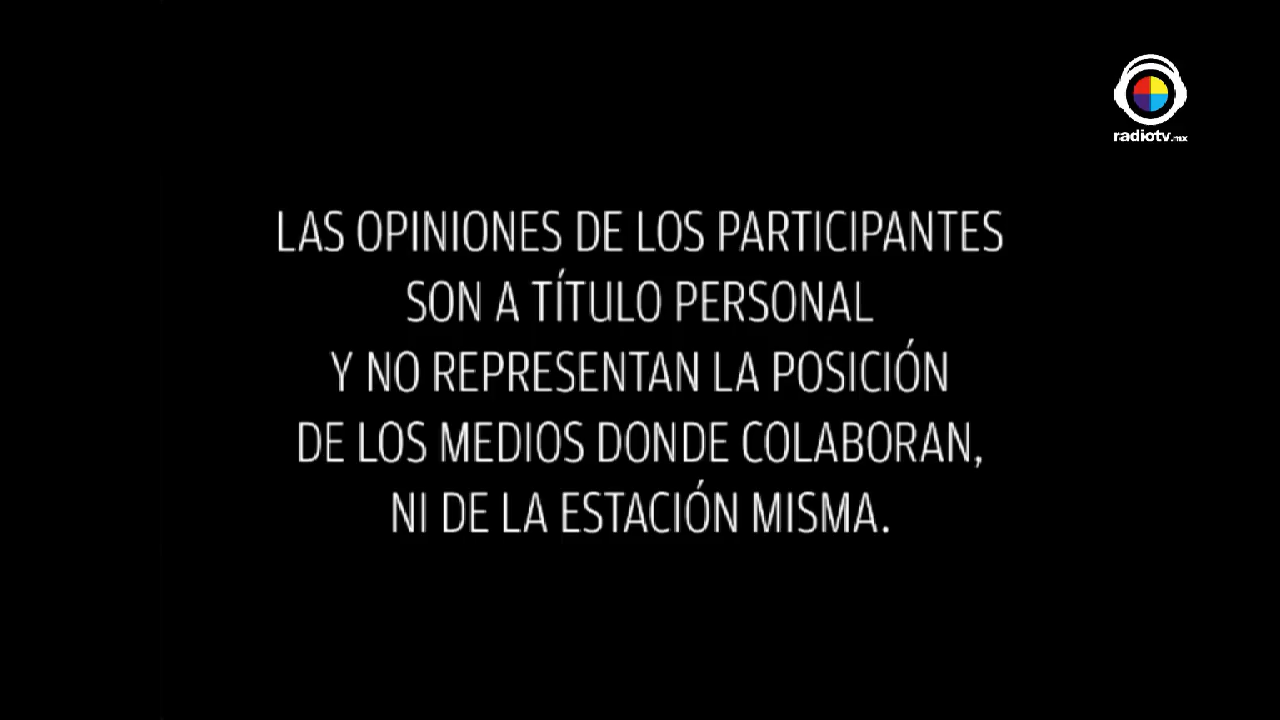 radiotv.mx
LAS OPINIONES DE LOS PARTICIPANTES
SON A TÍTULO PERSONAL
Y NO REPRESENTAN LA POSICIÓN
DE LOS MEDIOS DONDE COLABORAN,
NI DE LA ESTACIÓN MISMA.